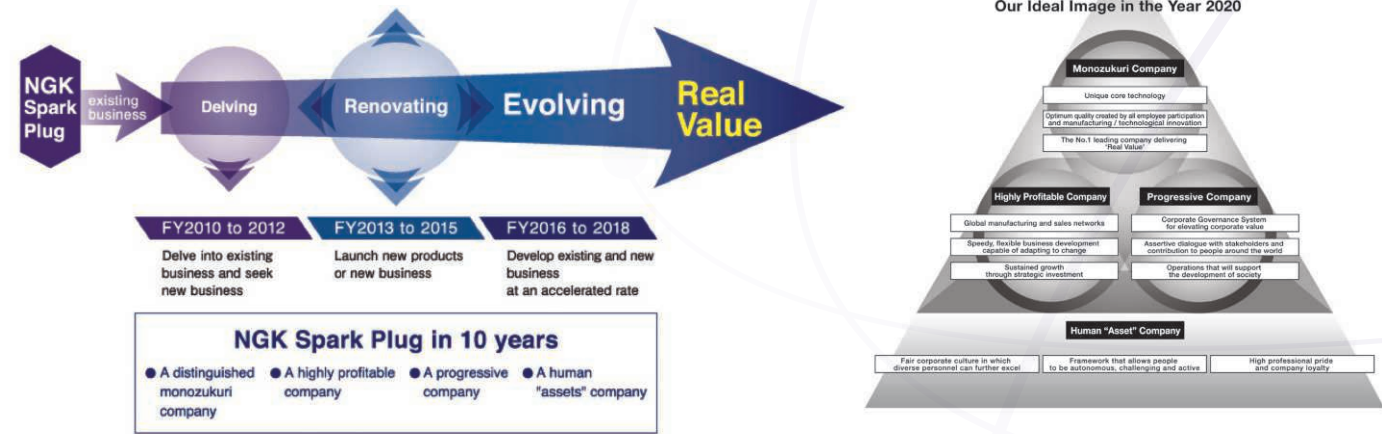 NGK
Spark
Plug
existing
business
Delving
Renovating
Evolving
Real
Value
FY2010 to 2012
Delve into existing
business and seek
new business
FY2013 to 2015
Launch new products
or new business
FY2016 to 2018
Develop existing and new
business
at an accelerated rate
NGK Spark Plug in 10 years
● A distinguished
monozukuri
company
● A highly profitable
company
● A progressive
company
● A human
"assets" company
Our Ideal Image in the Year 2020
Monozukuri Company
Unique core technology
Optimum quality created by all employee participation
and manufacturing / technological innovation
The No.1 leading company delivering
'Real Value'
Highly Profitable Company
Global manufacturing and sales networks
Speedy, flexible business development
capable of adapting to change
Sustained growth
through strategic investment
Progressive Company
Corporate Governance System
for elevating corporate value
Assertive dialogue with stakeholders and
contribution to people around the world
Operations that will support
the development of society
Human "Asset" Company
Fair corporate culture in which
diverse personnel can further excel
Framework that allows people
to be autonomous, challenging and active
High professional pride
and company loyalty